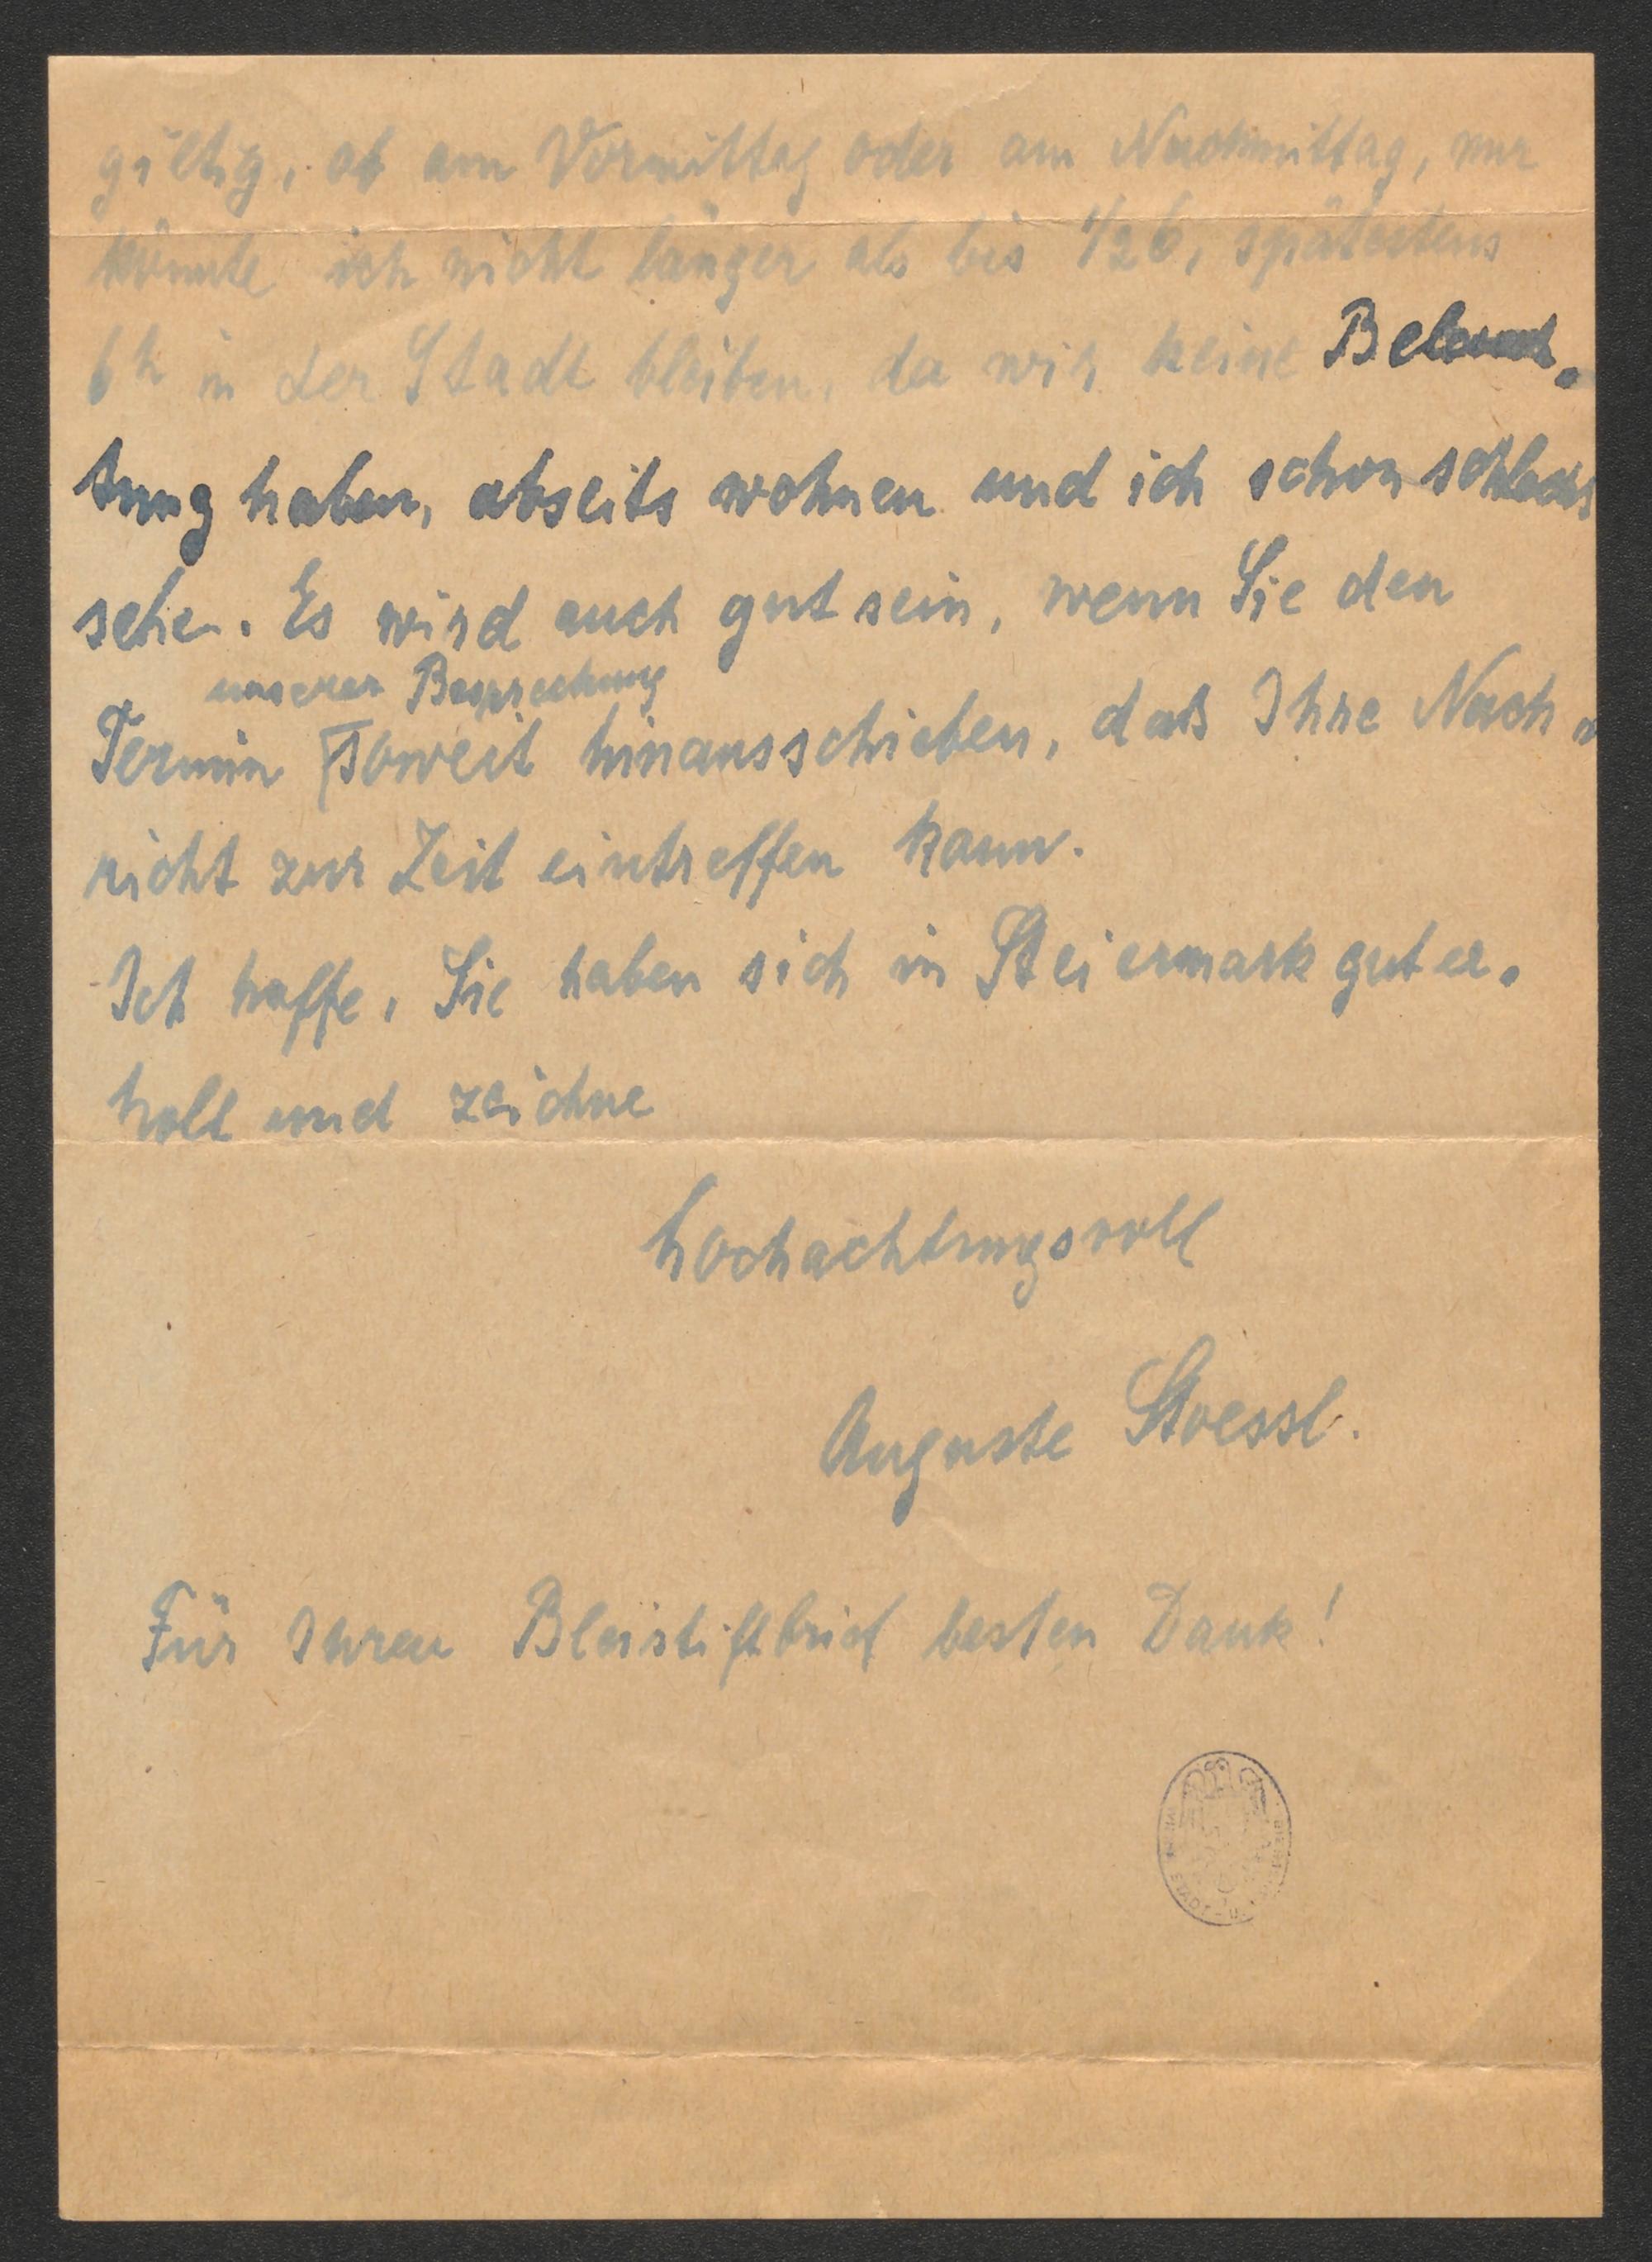 giltig, ob am Vormittag oder am Nachmittag, nur
könnte ich nicht länger als bis 1/2 6, spätestens
6h in der Stadt bleiben, da wir keine Beleuch-
tung haben, abseits wohnen und ich schon schlecht
sehe. Es wird auch gut sein, wenn Sie den
unserer Besprechung
Termin soweit hinausschieben, daß Ihre Nach-
richt zur Zeit eintreffen kann.
Ich hoffe, Sie haben sich in Steiermark gut er-
holt und zeichne
hochachtungsvoll
Auguste Stoessl.
Für Ihren Bleistiftbrief besten Dank!